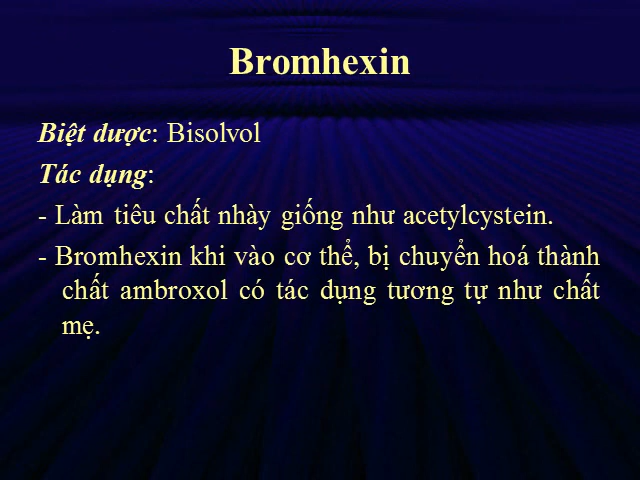 Bromhexin
Biệt dược: Bisolvol
Tác dụng:
- Làm tiêu chất nhày giống như acetylcystein.
- Bromhexin khi vào cơ thể, bị chuyển hoá thành
chất ambroxol có tác dụng tương tự như chất
mẹ.